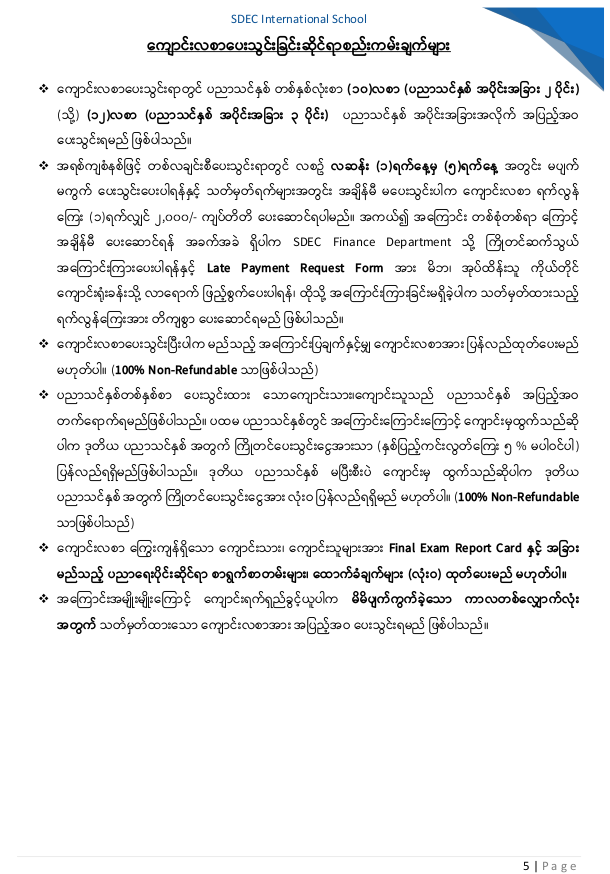 SDEC International School
ကျောင်းလစာပေးသွင်းခြင်းဆိုင်ရာစည်းကမ်းချက်များ
❖ ကျောင်းလစာပေးသွင်းရာတွင် ပညာသင်နှစ် တစ်နှစ်လုံးစာ (၁၀)လစာ (ပညာသင်နှစ် အပိုင်းအခြား ၂ ပိုင်း)
(သို့) (၁၂)လစာ (ပညာသင်နှစ် အပိုင်းအခြား ၃ ပိုင်း) ပညာသင်နှစ် အပိုင်းအခြားအလိုက် အပြည့်အဝ
ပေးသွင်းရမည် ဖြစ်ပါသည်။
❖ အရစ်ကျစံနစ်ဖြင့် တစ်လချင်းစီပေးသွင်းရာတွင် လစဉ် လဆန်း (၁)ရက်နေ့မှ (၅)ရက်နေ့ အတွင်း မပျက်
မကွက် ပေးသွင်းပေးပါရန်နှင့် သတ်မှတ်ရက်များအတွင်း အချိန်မီ မပေးသွင်းပါက ကျောင်းလစာ ရက်လွန်
ကြေး (၁)ရက်လျှင် ၂,၀၀၀/- ကျပ်တိတိ ပေးဆောင်ရပါမည်။ အကယ်၍ အကြောင်း တစ်စုံတစ်ရာ ကြောင့်
အချိန်မီ ပေးဆောင်ရန် အခက်အခဲ ရှိပါက SDEC Finance Department သို့ ကြိုတင်ဆက်သွယ်
အကြောင်းကြားပေးပါရန်နှင့် Late Payment Request Form အား မိဘ၊ အုပ်ထိန်းသူ ကိုယ်တိုင်
ကျောင်းရုံးခန်းသို့ လာရောက် ဖြည့်စွက်ပေးပါရန်၊ ထိုသို့ အကြောင်းကြားခြင်းမရှိခဲ့ပါက သတ်မှတ်ထားသည့်
ရက်လွန်ကြေးအား တိကျစွာ ပေးဆောင်ရမည် ဖြစ်ပါသည်။
❖ ကျောင်းလစာပေးသွင်းပြီးပါက မည်သည့် အကြောင်းပြချက်နှင့်မျှ ကျောင်းလစာအား ပြန်လည်ထုတ်ပေးမည်
မဟုတ်ပါ။ (100% Non-Refundable သာဖြစ်ပါသည်)
❖ ပညာသင်နှစ်တစ်နှစ်စာ ပေးသွင်းထား သောကျောင်းသား၊ကျောင်းသူသည် ပညာသင်နှစ် အပြည့်အဝ
တက်ရောက်ရမည်ဖြစ်ပါသည်။ ပထမ ပညာသင်နှစ်တွင် အကြောင်းကြောင်းကြောင့် ကျောင်းမှထွက်သည်ဆို
ပါက ဒုတိယ ပညာသင်နှစ် အတွက် ကြိုတင်ပေးသွင်းငွေအားသာ (နှစ်ပြည့်ကင်းလွတ်ကြေး ၅ % မပါဝင်ပါ)
ပြန်လည်ရရှိမည်ဖြစ်ပါသည်။ ဒုတိယ ပညာသင်နှစ် မပြီးစီးပဲ ကျောင်းမှ ထွက်သည်ဆိုပါက ဒုတိယ
ပညာသင်နှစ် အတွက် ကြိုတင်ပေးသွင်းငွေအား လုံးဝ ပြန်လည်ရရှိမည် မဟုတ်ပါ။ (100% Non-Refundable
သာဖြစ်ပါသည်)
❖ ကျောင်းလစာ ကြွေးကျန်ရှိသော ကျောင်းသား၊ ကျောင်းသူများအား Final Exam Report Card နှင့် အခြား
မည်သည့် ပညာရေးပိုင်းဆိုင်ရာ စာရွက်စာတမ်းများ၊ ထောက်ခံချက်များ (လုံးဝ) ထုတ်ပေးမည် မဟုတ်ပါ။
❖ အကြောင်းအမျိုးမျိုးကြောင့် ကျောင်းရက်ရှည်ခွင့်ယူပါက မိမိပျက်ကွက်ခဲ့သော ကာလတစ်လျှောက်လုံး
အတွက် သတ်မှတ်ထားသော ကျောင်းလစာအား အပြည့်အဝ ပေးသွင်းရမည် ဖြစ်ပါသည်။
5 | Page